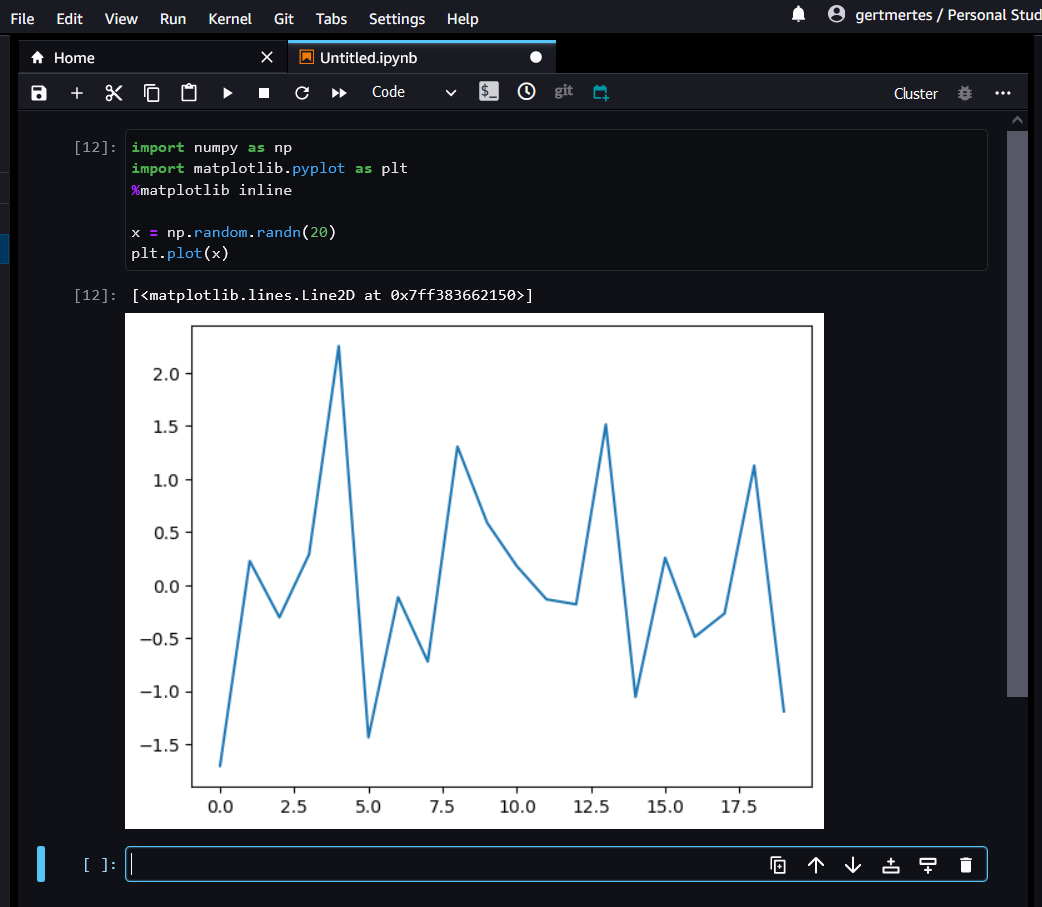 File Edit View Run Kernel Git Tabs Settings Help gertmertes / Personal Stud
Home Untitled.ipynb
Code $_ git Cluster
[12]: import numpy as np
import matplotlib.pyplot as plt
%matplotlib inline
x = np.random.randn(20)
plt.plot(x)
[12]: [<matplotlib.lines.Line2D at 0x7ff383662150>]
2.0
1.5
1.0
0.5
0.0
−0.5
−1.0
−1.5
0.0 2.5 5.0 7.5 10.0 12.5 15.0 17.5
[ ]: